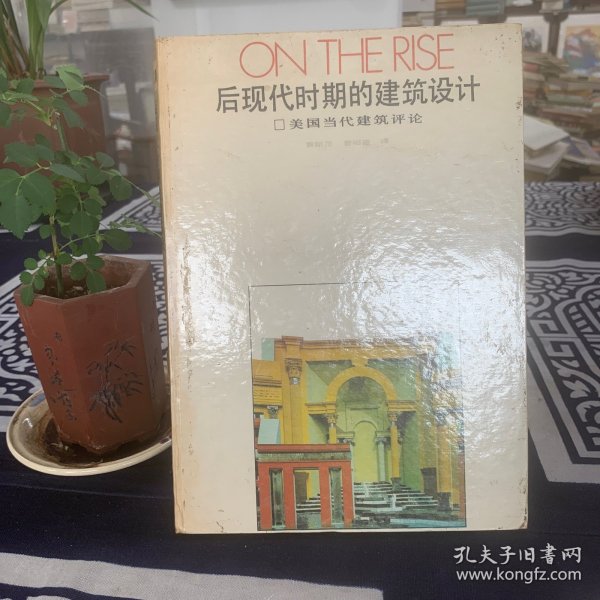 ON THE RISE
后现代时期的建筑设计
□美国当代建筑评论
译
孔夫子旧书网
www.kongfz.com